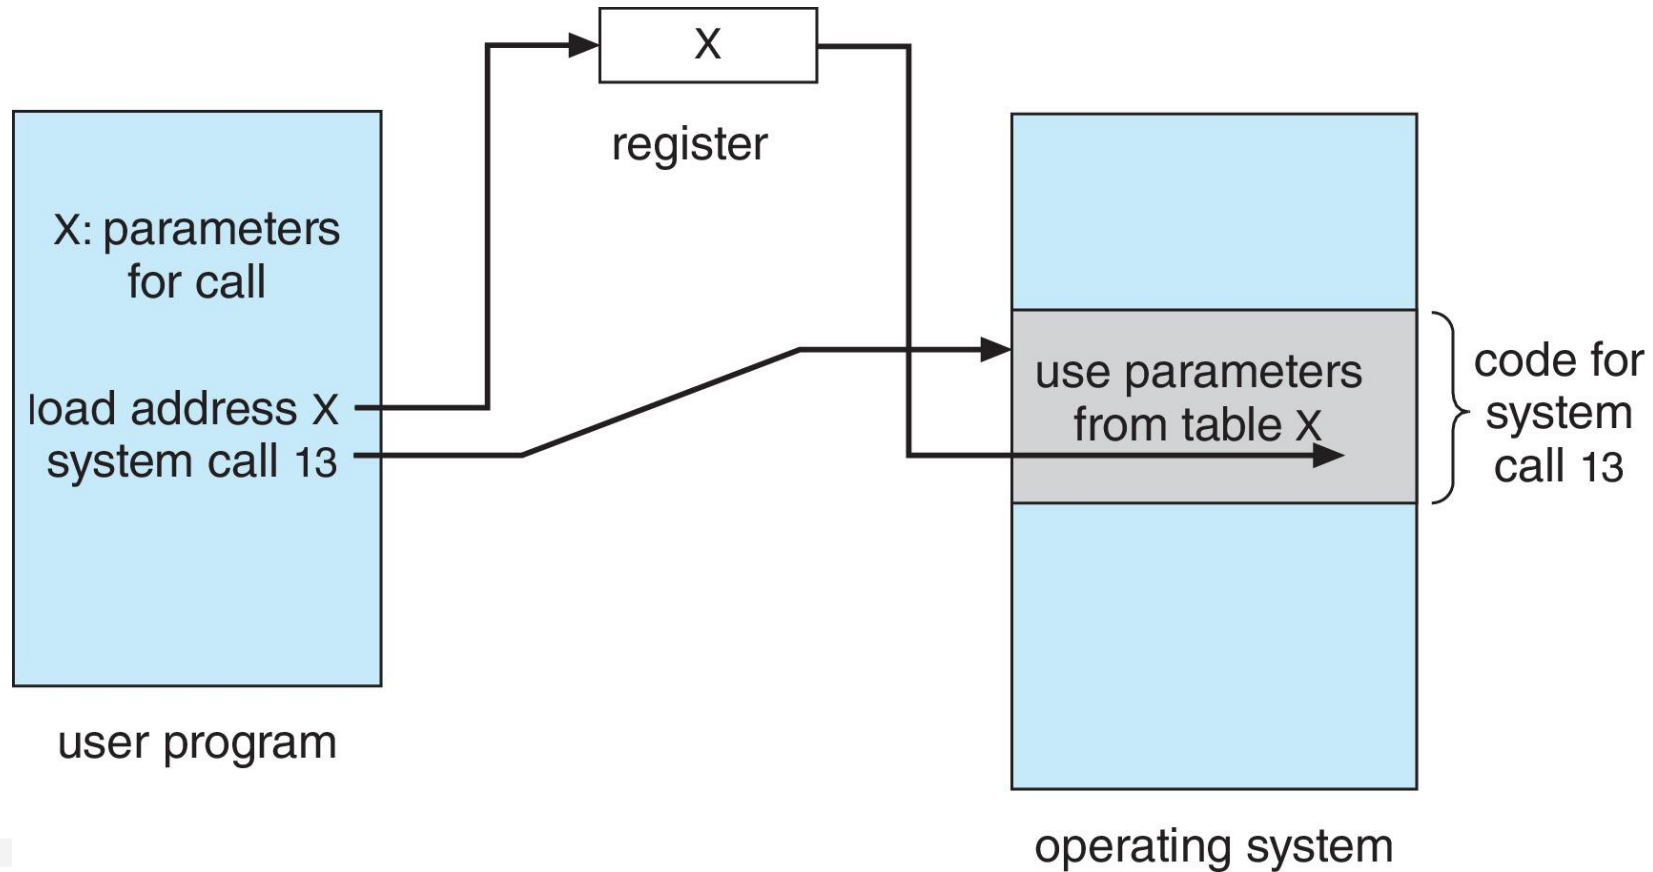 X
register
X: parameters
for call
load address X
system call 13
user program
use parameters
from table X
code for
system
call 13
operating system